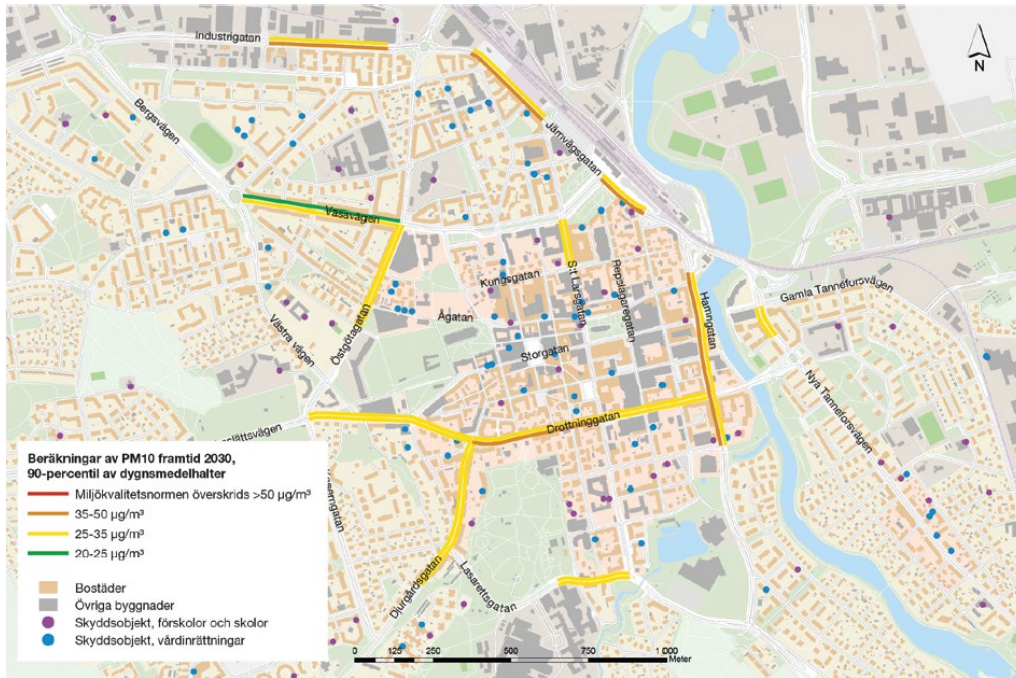 Industrigatan
N
Bergsvägen
Järnvägsgatan
Vasavägen
Kungsgatan
S:t Larsgatan
Repslagaregatan
Hamngatan
Gamla Tanneforsvägen
Ågatan
Östgötagatan
Västra vägen
Storgatan
Nya Tanneforsvägen
Drottninggatan
Djurgårdsgatan
Lasarettsgatan
Beräkningar av PM10 framtid 2030,
90-percentil av dygnsmedelhalter
Miljökvalitetsnormen överskrids >50 µg/m³
35-50 µg/m³
25-35 µg/m³
20-25 µg/m³
Bostäder
Övriga byggnader
Skyddsobjekt, förskolor och skolor
Skyddsobjekt, vårdinrättningar
0 125 250 500 750 1 000
Meter